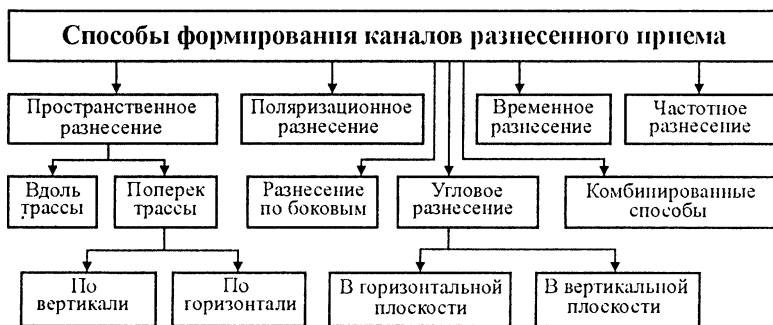 Способы формирования каналов разнесенного приема
Пространственное
разнесение
Поляризационное
разнесение
Временное
разнесение
Частотное
разнесение
Вдоль
трассы
Поперек
трассы
Разнесение
по боковым
Угловое
разнесение
Комбинированные
способы
По
вертикали
По
горизонтали
В горизонтальной
плоскости
В вертикальной
плоскости